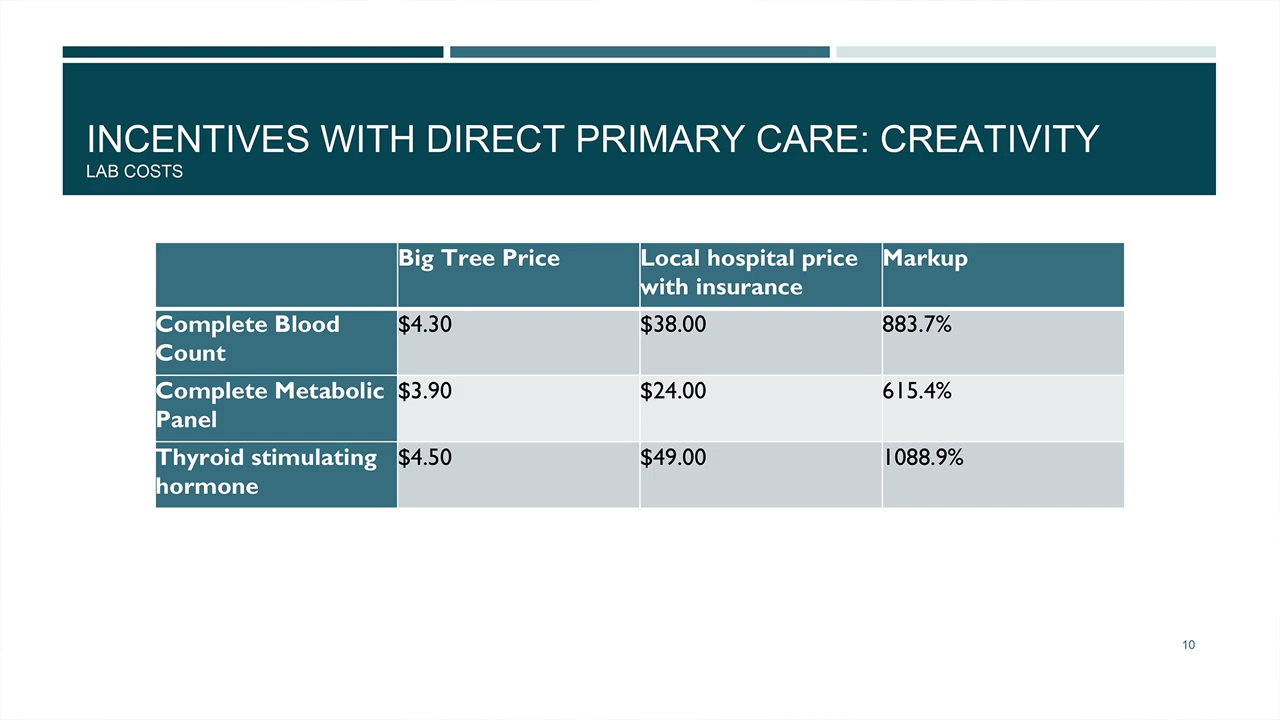 INCENTIVES WITH DIRECT PRIMARY CARE: CREATIVITY
LAB COSTS
Big Tree Price
Local hospital price
with insurance
Markup
Complete Blood
Count
$4.30
$38.00
883.7%
Complete Metabolic
Panel
$3.90
$24.00
615.4%
Thyroid stimulating
hormone
$4.50
$49.00
1088.9%
10